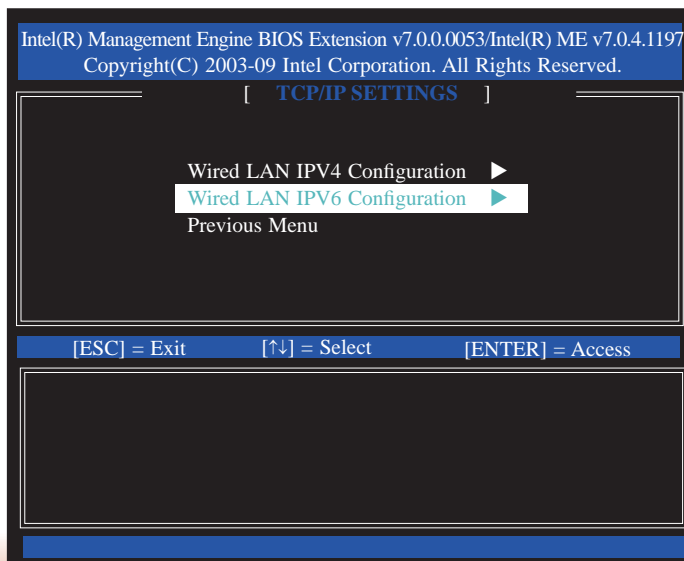 Intel(R) Management Engine BIOS Extension v7.0.0.0053/Intel(R) ME v7.0.4.1197
Copyright(C) 2003-09 Intel Corporation. All Rights Reserved.
[ TCP/IP SETTINGS ]
Wired LAN IPV4 Configuration ▶
Wired LAN IPV6 Configuration ▶
Previous Menu
[ESC] = Exit [↑↓] = Select [ENTER] = Access